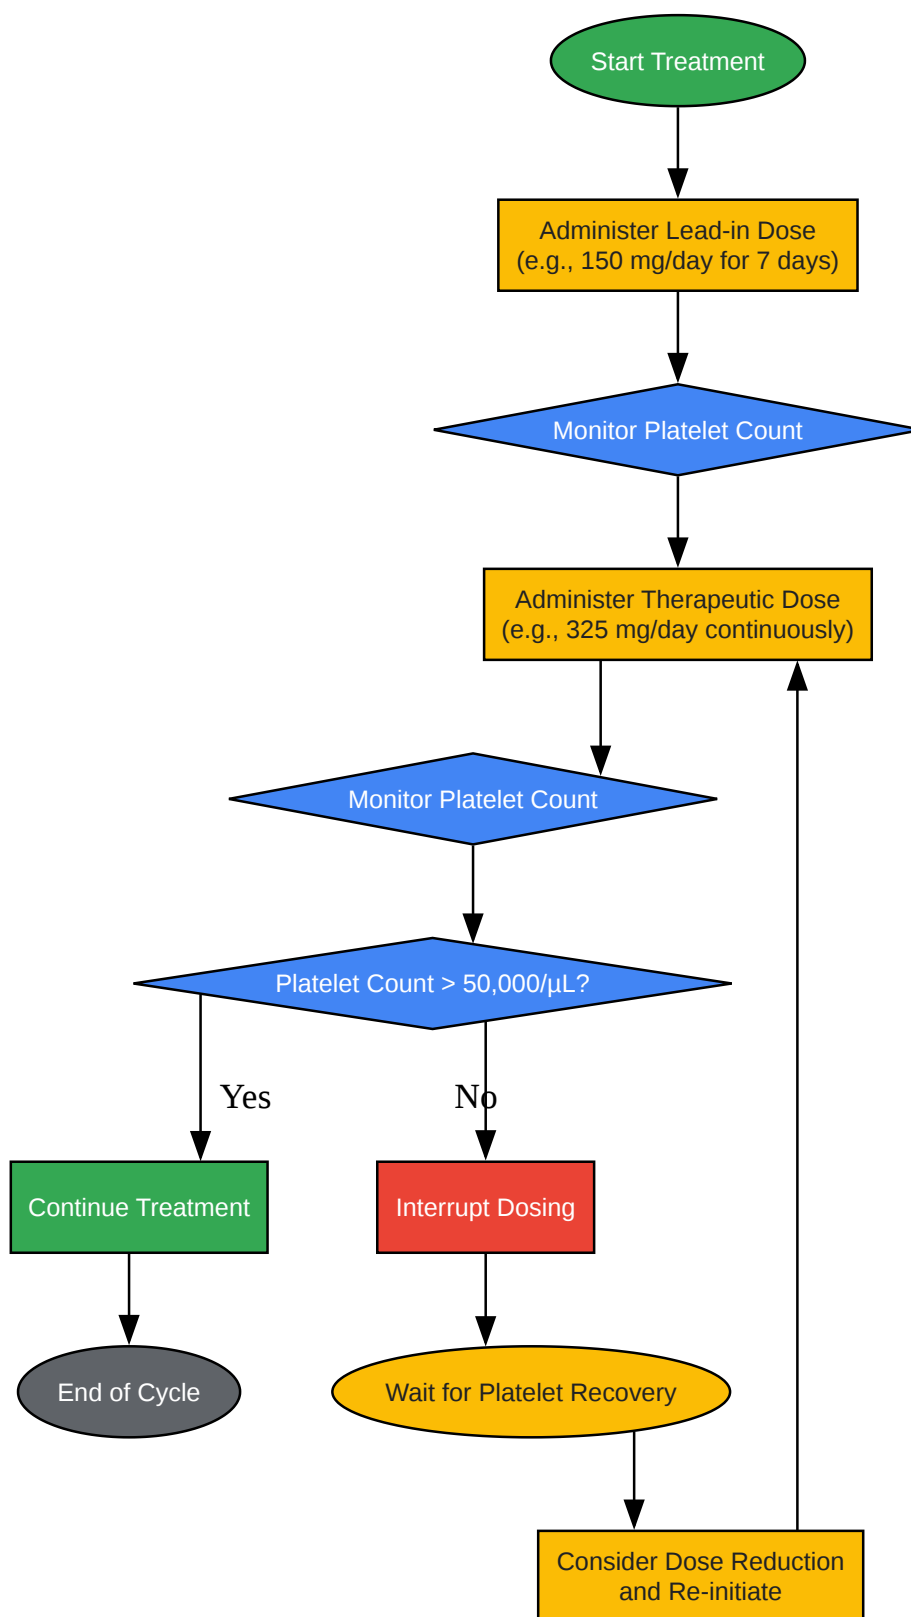 Start Treatment
Administer Lead-in Dose
(e.g., 150 mg/day for 7 days)
Monitor Platelet Count
Administer Therapeutic Dose
(e.g., 325 mg/day continuously)
Monitor Platelet Count
Platelet Count > 50,000/µL?
Yes
No
Continue Treatment
Interrupt Dosing
End of Cycle
Wait for Platelet Recovery
Consider Dose Reduction
and Re-initiate